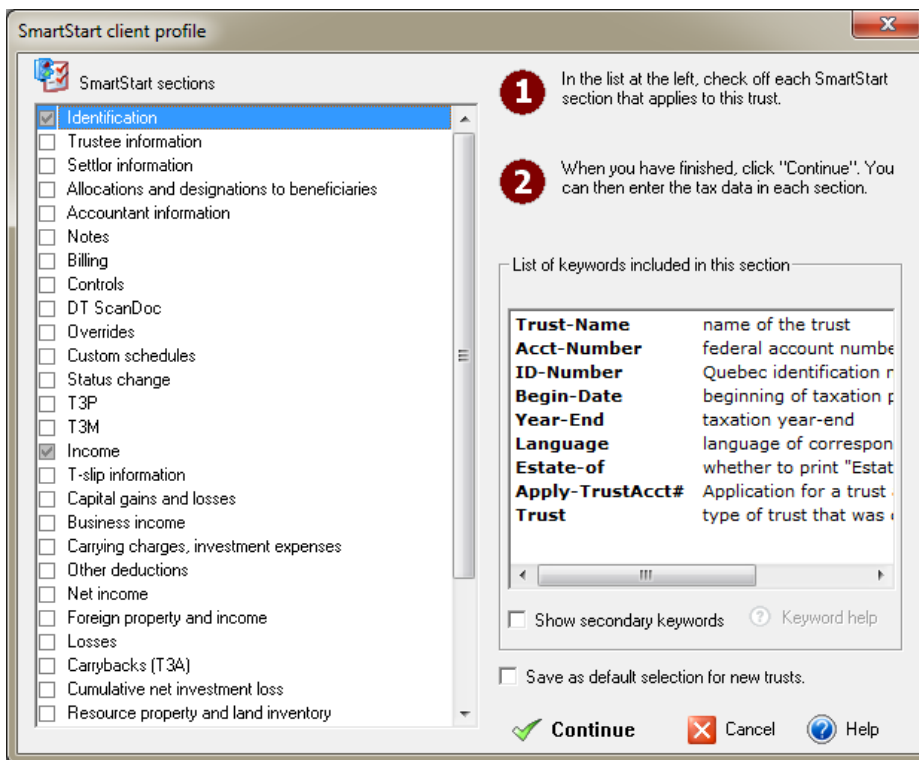 SmartStart client profile
SmartStart sections
Identification
Trustee information
Settlor information
Allocations and designations to beneficiaries
Accountant information
Notes
Billing
Controls
DT ScanDoc
Overrides
Custom schedules
Status change
T3P
T3M
Income
T-slip information
Capital gains and losses
Business income
Carrying charges, investment expenses
Other deductions
Net income
Foreign property and income
Losses
Carrybacks (T3A)
Cumulative net investment loss
Resource property and land inventory
1 In the list at the left, check off each SmartStart
section that applies to this trust.
2 When you have finished, click "Continue". You
can then enter the tax data in each section.
List of keywords included in this section
Trust-Name name of the trust
Acct-Number federal account numbe
ID-Number Quebec identification
Begin-Date beginning of taxation
Year-End taxation year-end
Language language of correspon
Estate-of whether to print "Estat
Apply-TrustAcct# Application for a trust
Trust type of trust that was
Show secondary keywords ? Keyword help
Save as default selection for new trusts.
Continue Cancel ? Help